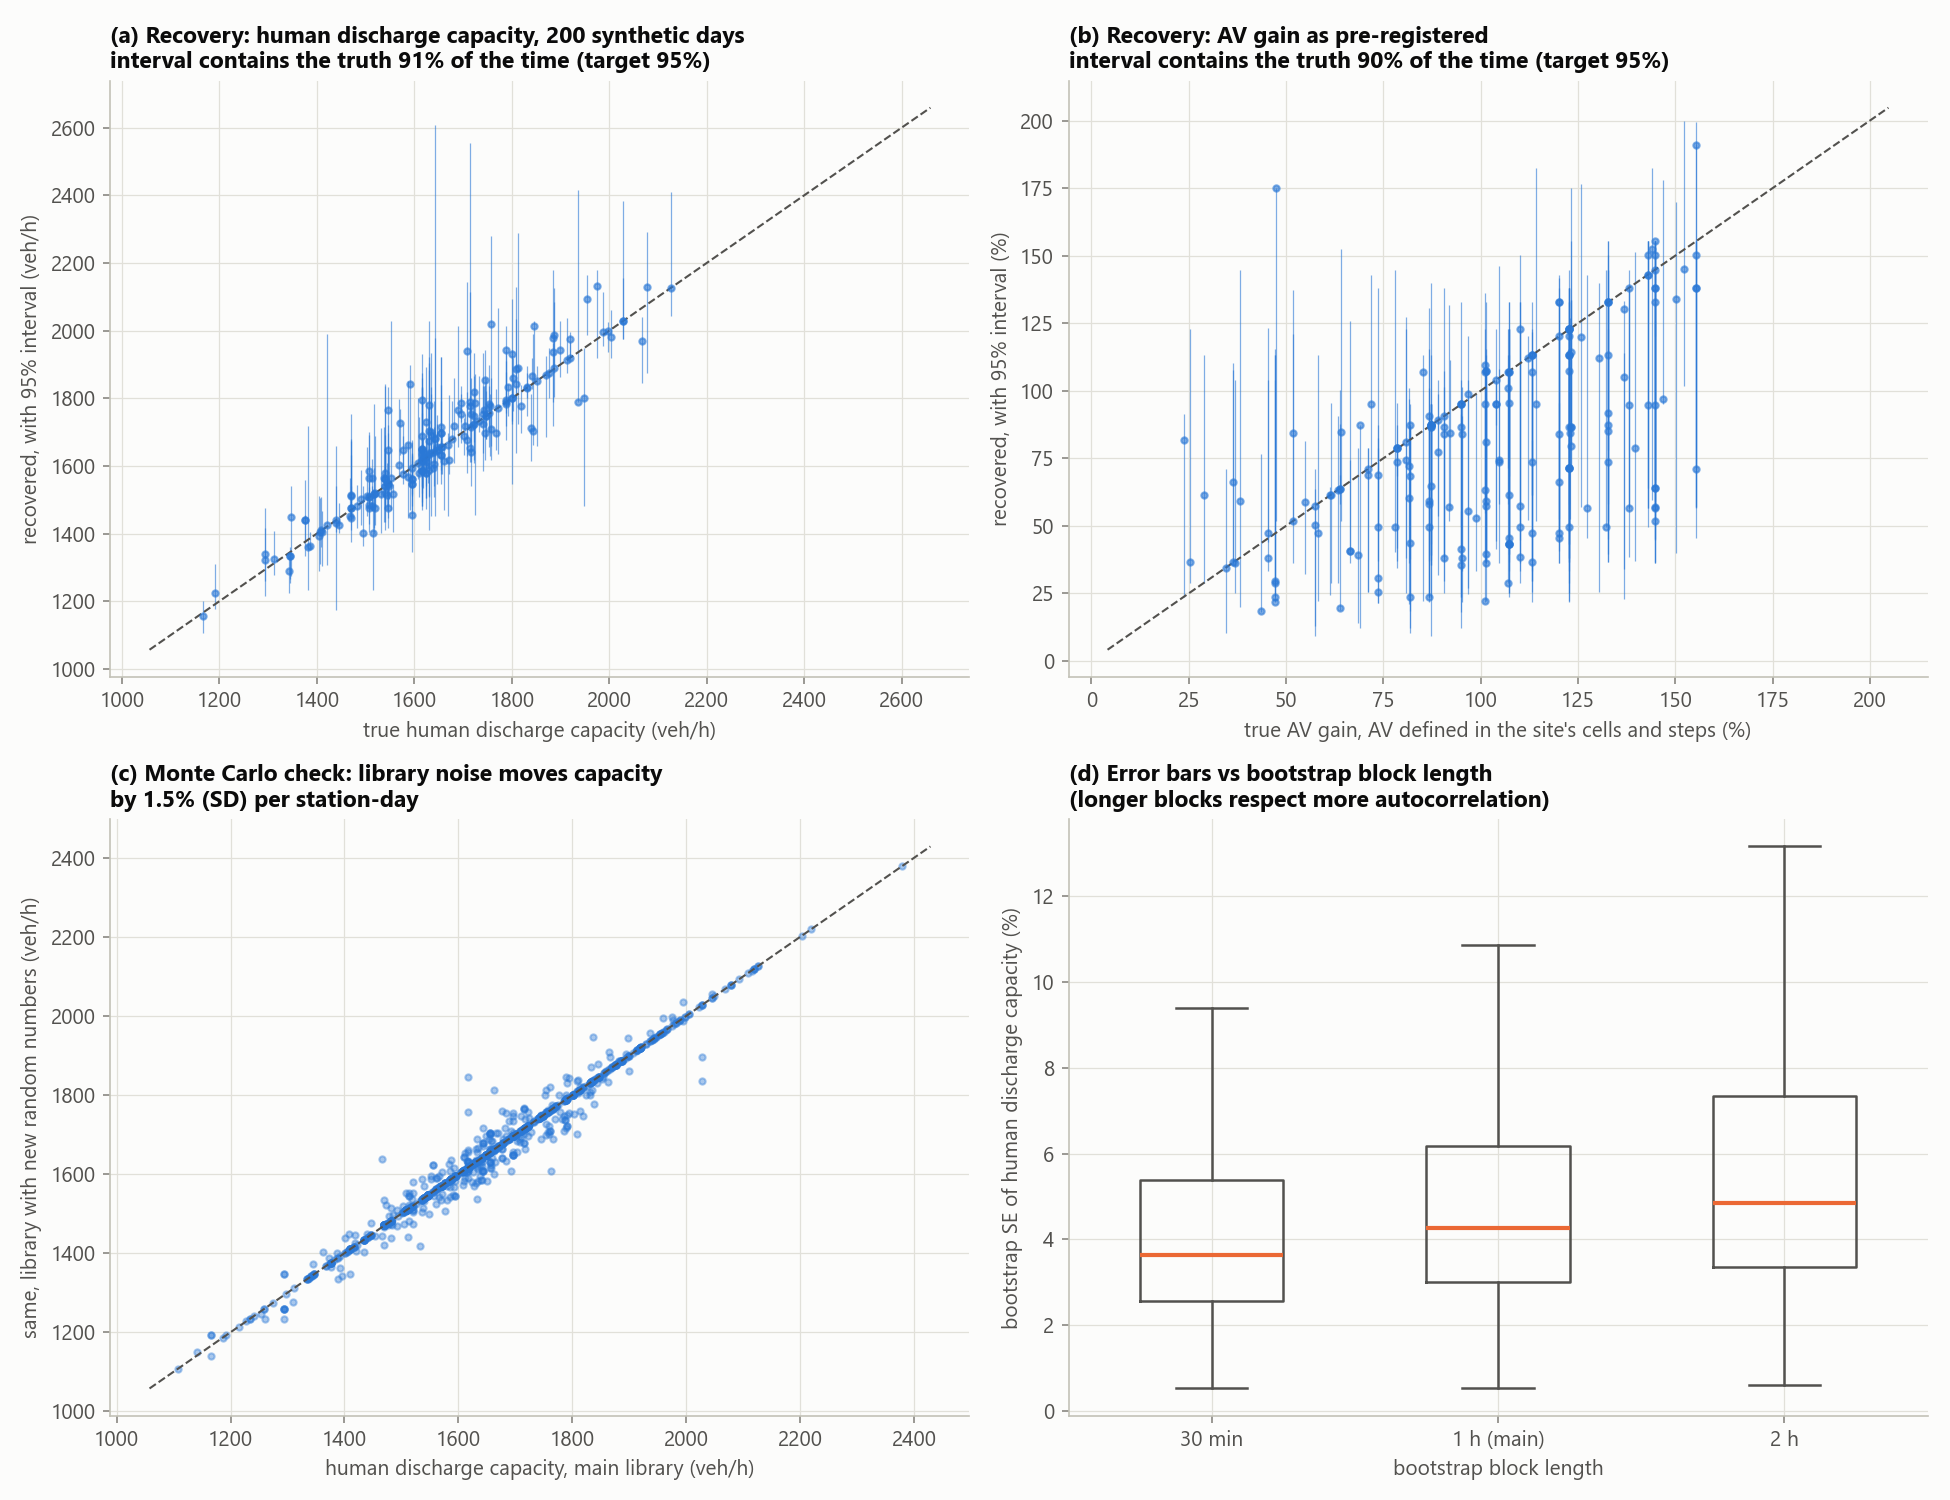 (a) Recovery: human discharge capacity, 200 synthetic days
interval contains the truth 91% of the time (target 95%)
2600
2400
2200
2000
1800
1600
1400
1200
1000
recovered, with 95% interval (veh/h)
1000 1200 1400 1600 1800 2000 2200 2400 2600
true human discharge capacity (veh/h)
(b) Recovery: AV gain as pre-registered
interval contains the truth 90% of the time (target 95%)
200
175
150
125
100
75
50
25
0
recovered, with 95% interval (%)
0 25 50 75 100 125 150 175 200
true AV gain, AV defined in the site's cells and steps (%)
(c) Monte Carlo check: library noise moves capacity
by 1.5% (SD) per station-day
2400
2200
2000
1800
1600
1400
1200
1000
same, library with new random numbers (veh/h)
1000 1200 1400 1600 1800 2000 2200 2400
human discharge capacity, main library (veh/h)
(d) Error bars vs bootstrap block length
(longer blocks respect more autocorrelation)
12
10
8
6
4
2
0
bootstrap SE of human discharge capacity (%)
30 min 1 h (main) 2 h
bootstrap block length